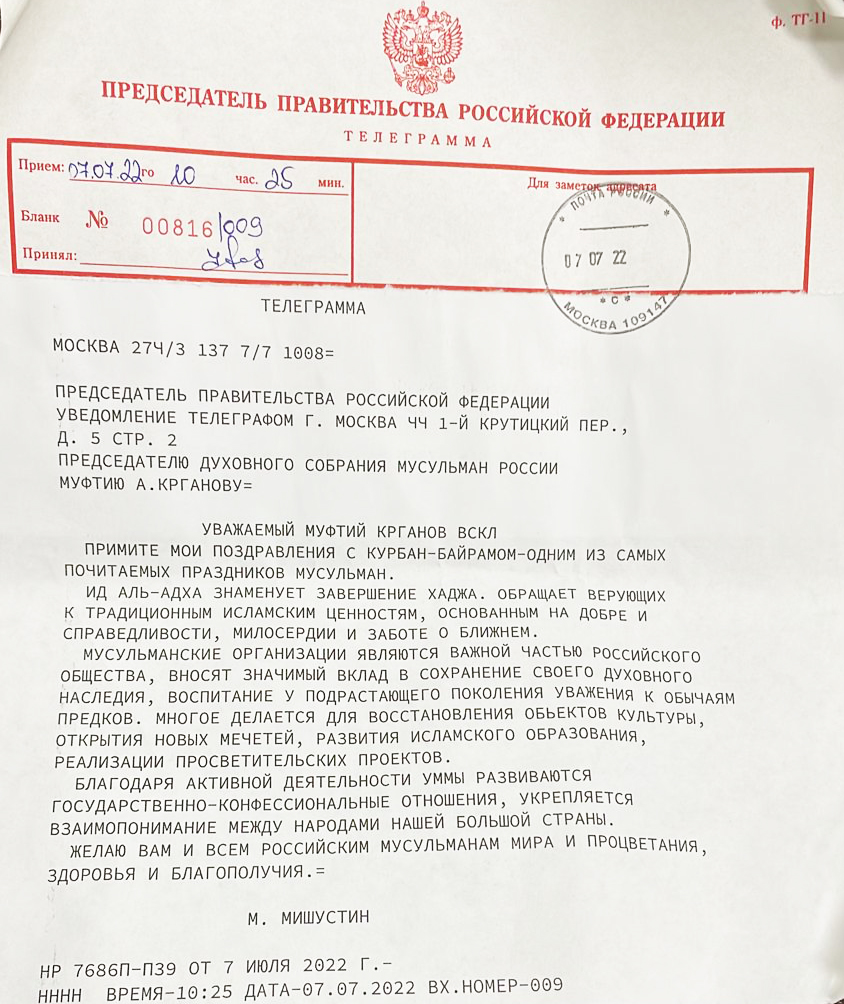 ф. ТГ-11
ПРЕДСЕДАТЕЛЬ ПРАВИТЕЛЬСТВА РОССИЙСКОЙ ФЕДЕРАЦИИ
ТЕЛЕГРАММА
Прием: 07.07.22го 10 час. 25 мин.
Бланк № 00816/009
Принял:
Для заметок адресата
* ПОЧТА РОССИИ *
07 07 22
* С *
МОСКВА 109147
ТЕЛЕГРАММА
МОСКВА 27Ч/3 137 7/7 1008=
ПРЕДСЕДАТЕЛЬ ПРАВИТЕЛЬСТВА РОССИЙСКОЙ ФЕДЕРАЦИИ
УВЕДОМЛЕНИЕ ТЕЛЕГРАФОМ Г. МОСКВА ЧЧ 1-Й КРУТИЦКИЙ ПЕР.,
Д. 5 СТР. 2
ПРЕДСЕДАТЕЛЮ ДУХОВНОГО СОБРАНИЯ МУСУЛЬМАН РОССИИ
МУФТИЮ А.КРГАНОВУ=
УВАЖАЕМЫЙ МУФТИЙ КРГАНОВ ВСКЛ
ПРИМИТЕ МОИ ПОЗДРАВЛЕНИЯ С КУРБАН-БАЙРАМОМ-ОДНИМ ИЗ САМЫХ
ПОЧИТАЕМЫХ ПРАЗДНИКОВ МУСУЛЬМАН.
ИД АЛЬ-АДХА ЗНАМЕНУЕТ ЗАВЕРШЕНИЕ ХАДЖА. ОБРАЩАЕТ ВЕРУЮЩИХ
К ТРАДИЦИОННЫМ ИСЛАМСКИМ ЦЕННОСТЯМ, ОСНОВАННЫМ НА ДОБРЕ И
СПРАВЕДЛИВОСТИ, МИЛОСЕРДИИ И ЗАБОТЕ О БЛИЖНЕМ.
МУСУЛЬМАНСКИЕ ОРГАНИЗАЦИИ ЯВЛЯЮТСЯ ВАЖНОЙ ЧАСТЬЮ РОССИЙСКОГО
ОБЩЕСТВА, ВНОСЯТ ЗНАЧИМЫЙ ВКЛАД В СОХРАНЕНИЕ СВОЕГО ДУХОВНОГО
НАСЛЕДИЯ, ВОСПИТАНИЕ У ПОДРАСТАЮЩЕГО ПОКОЛЕНИЯ УВАЖЕНИЯ К ОБЫЧАЯМ
ПРЕДКОВ. МНОГОЕ ДЕЛАЕТСЯ ДЛЯ ВОССТАНОВЛЕНИЯ ОБЬЕКТОВ КУЛЬТУРЫ,
ОТКРЫТИЯ НОВЫХ МЕЧЕТЕЙ, РАЗВИТИЯ ИСЛАМСКОГО ОБРАЗОВАНИЯ,
РЕАЛИЗАЦИИ ПРОСВЕТИТЕЛЬСКИХ ПРОЕКТОВ.
БЛАГОДАРЯ АКТИВНОЙ ДЕЯТЕЛЬНОСТИ УММЫ РАЗВИВАЮТСЯ
ГОСУДАРСТВЕННО-КОНФЕССИОНАЛЬНЫЕ ОТНОШЕНИЯ, УКРЕПЛЯЕТСЯ
ВЗАИМОПОНИМАНИЕ МЕЖДУ НАРОДАМИ НАШЕЙ БОЛЬШОЙ СТРАНЫ.
ЖЕЛАЮ ВАМ И ВСЕМ РОССИЙСКИМ МУСУЛЬМАНАМ МИРА И ПРОЦВЕТАНИЯ,
ЗДОРОВЬЯ И БЛАГОПОЛУЧИЯ.=
М. МИШУСТИН
НР 7686П-П39 ОТ 7 ИЮЛЯ 2022 Г.-
НННН ВРЕМЯ-10:25 ДАТА-07.07.2022 ВХ.НОМЕР-009